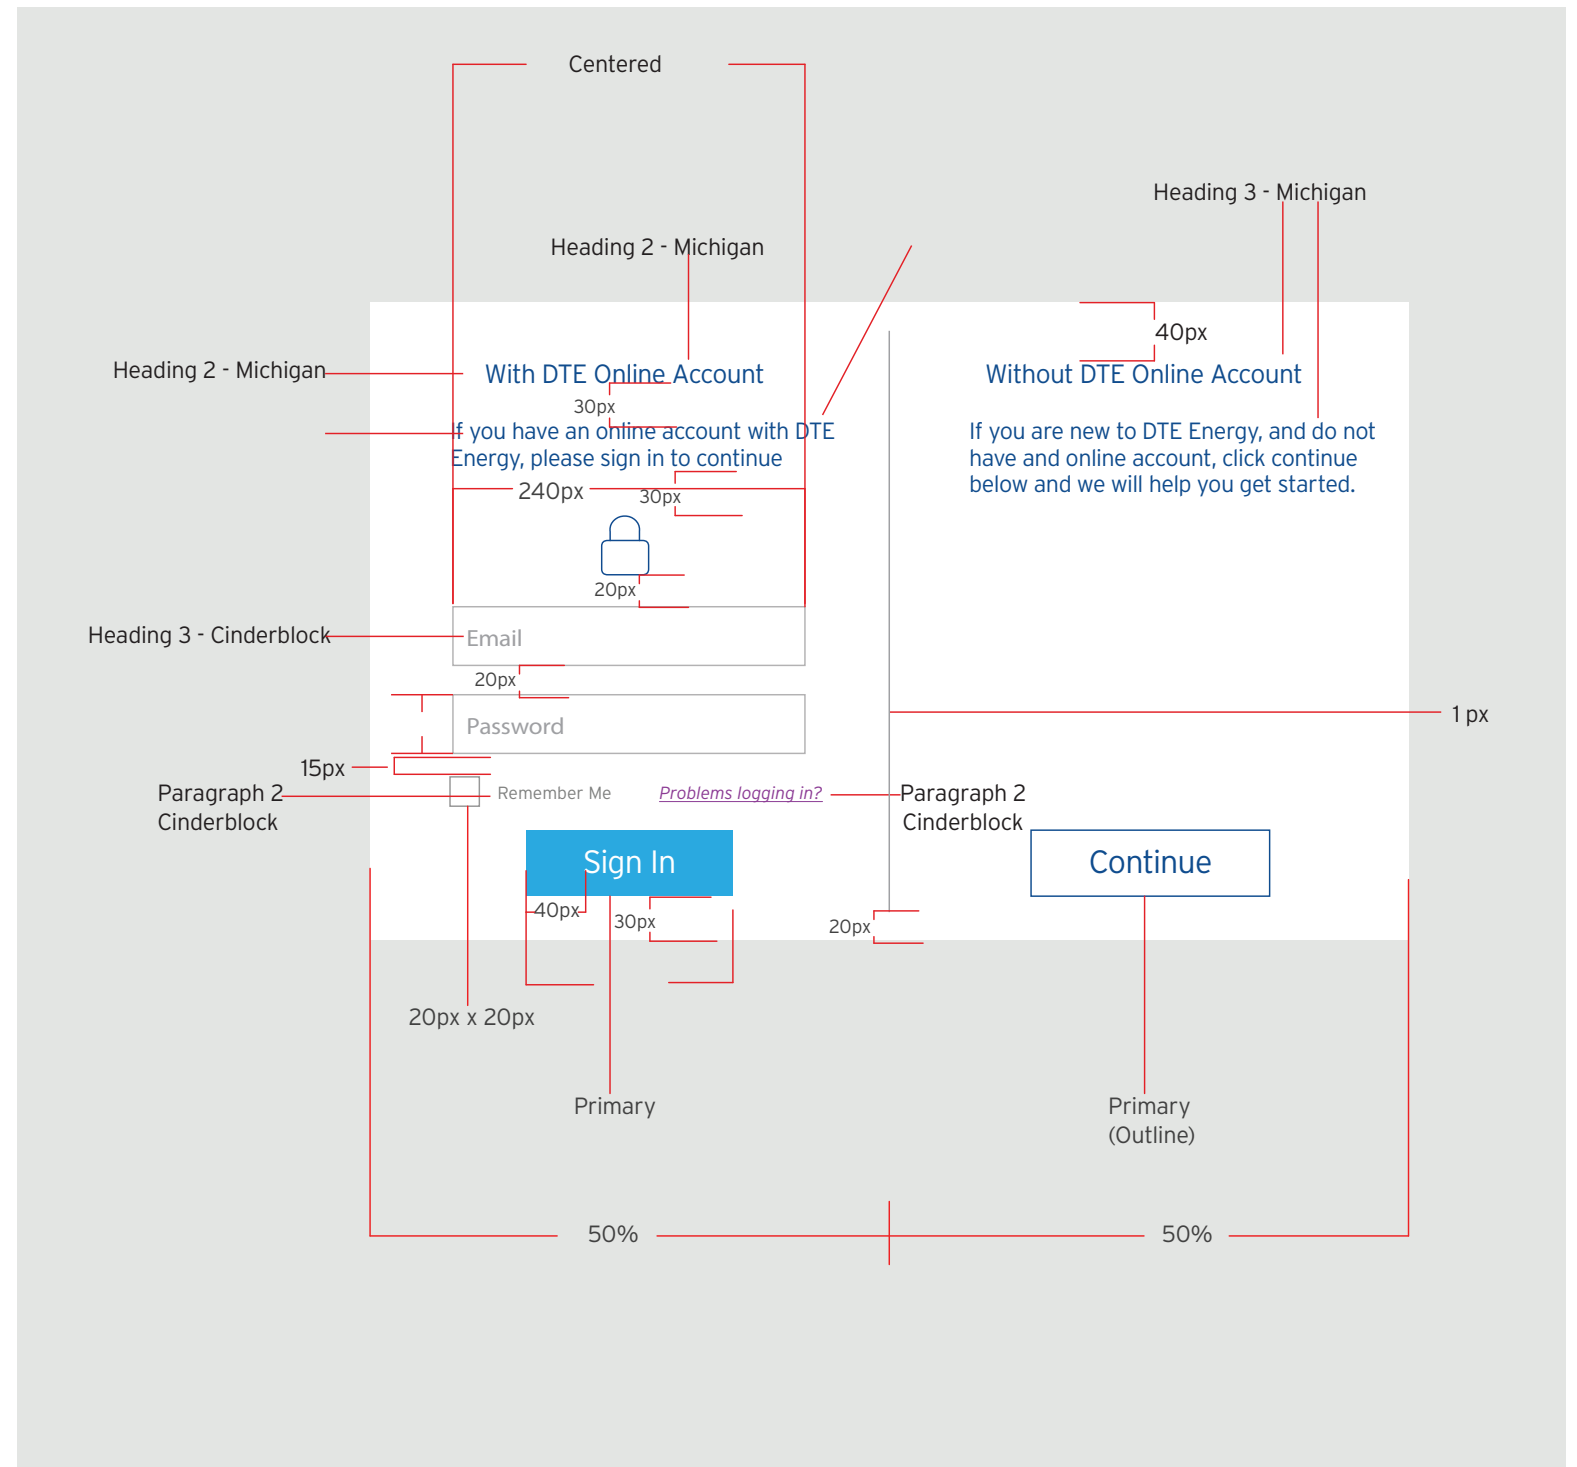 Centered
Heading 3 - Michigan
Heading 2 - Michigan
40px
Heading 2 - Michigan
With DTE Online Account
Without DTE Online Account
30px
If you have an online account with DTE
Energy, please sign in to continue
If you are new to DTE Energy, and do not
have and online account, click continue
below and we will help you get started.
240px
30px
20px
Heading 3 - Cinderblock
Email
20px
Password
1 px
15px
Paragraph 2
Cinderblock
Remember Me
Problems logging in?
Paragraph 2
Cinderblock
Sign In
Continue
40px
30px
20px
20px x 20px
Primary
Primary
(Outline)
50%
50%